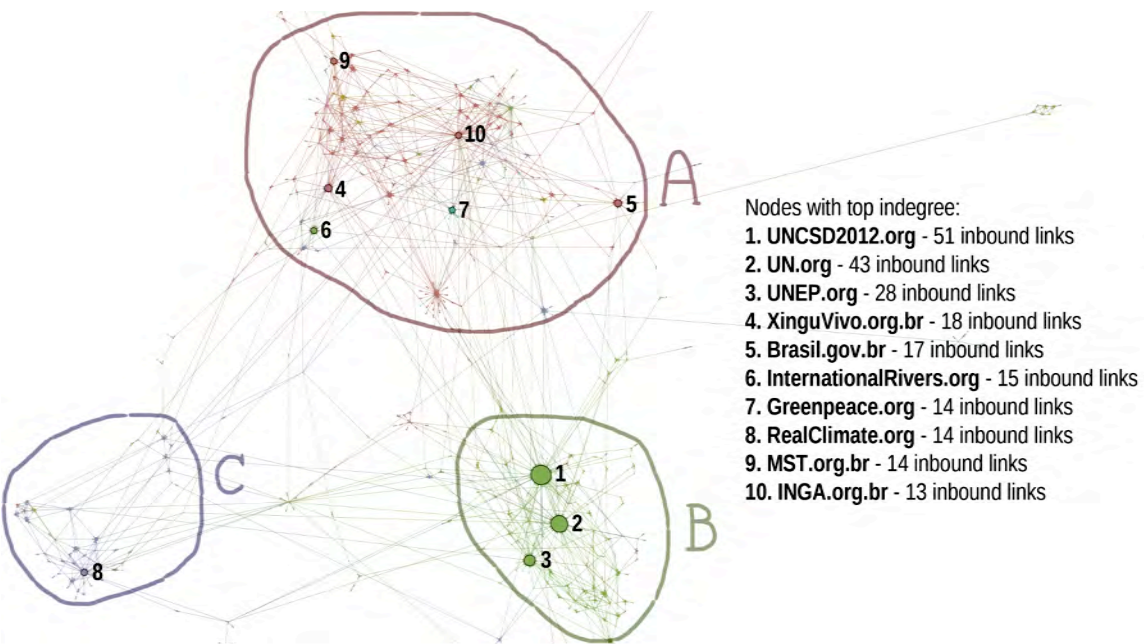 9
10
A
4
7
5
6
Nodes with top indegree:
1. UNCSD2012.org - 51 inbound links
2. UN.org - 43 inbound links
3. UNEP.org - 28 inbound links
4. XinguVivo.org.br - 18 inbound links
5. Brasil.gov.br - 17 inbound links
6. InternationalRivers.org - 15 inbound links
7. Greenpeace.org - 14 inbound links
8. RealClimate.org - 14 inbound links
9. MST.org.br - 14 inbound links
10. INGA.org.br - 13 inbound links
C
1
2
B
3
8